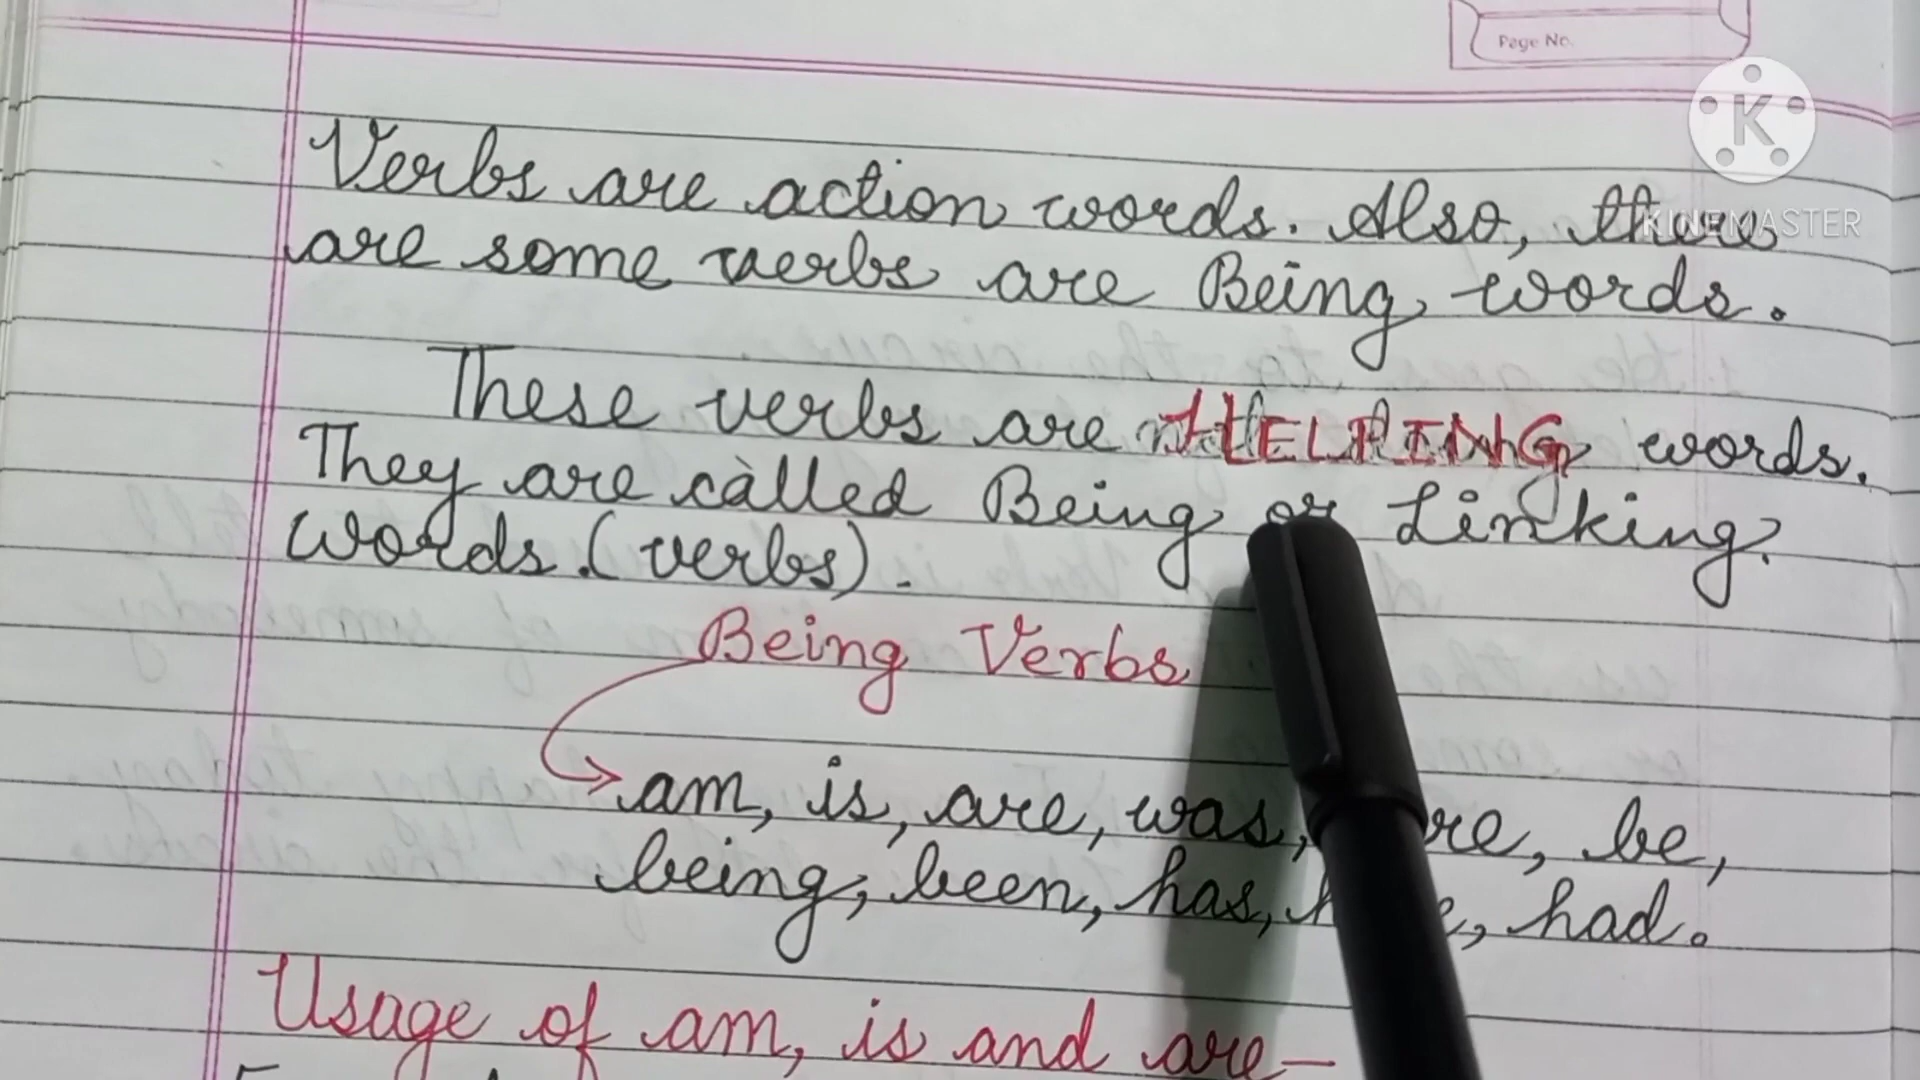 Page No.
K
KINEMASTER
Verbs are action words. Also, there
are some verbs are Being words.
These verbs are HELPING words.
They are called Being or Linking.
words.(verbs).
Being Verbs
am, is, are, was, re, be,
being, been, has, had.
Usage of am, is and are—